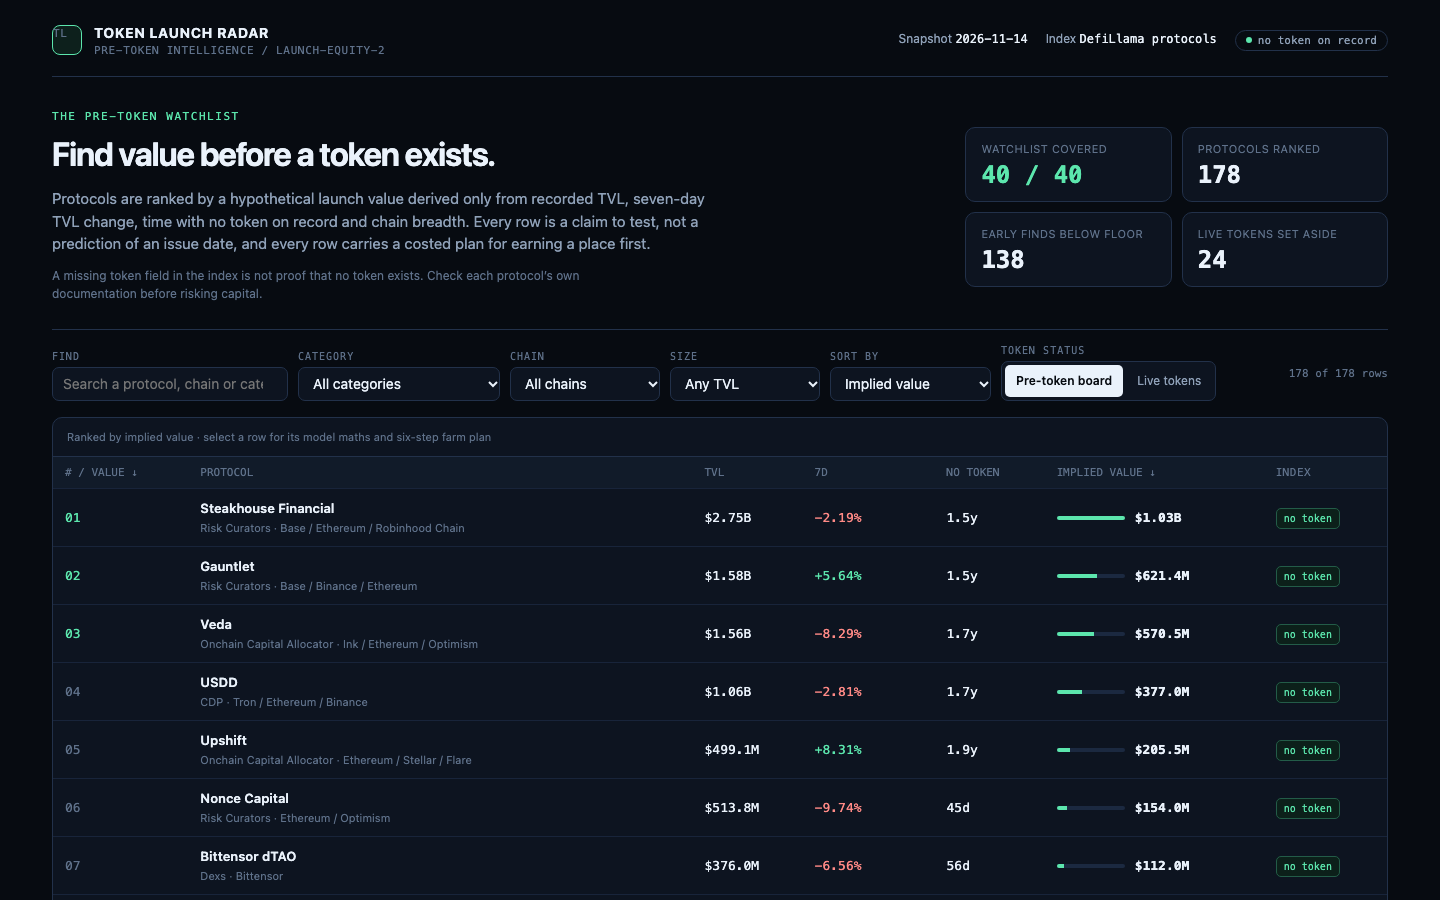 TL
TOKEN LAUNCH RADAR
PRE-TOKEN INTELLIGENCE / LAUNCH-EQUITY-2
Snapshot 2026-11-14
Index DefiLlama protocols
no token on record
THE PRE-TOKEN WATCHLIST
Find value before a token exists.
Protocols are ranked by a hypothetical launch value derived only from recorded TVL, seven-day
TVL change, time with no token on record and chain breadth. Every row is a claim to test, not a
prediction of an issue date, and every row carries a costed plan for earning a place first.
A missing token field in the index is not proof that no token exists. Check each protocol's own
documentation before risking capital.
WATCHLIST COVERED
40 / 40
PROTOCOLS RANKED
178
EARLY FINDS BELOW FLOOR
138
LIVE TOKENS SET ASIDE
24
FIND
Search a protocol, chain or cate
CATEGORY
All categories
CHAIN
All chains
SIZE
Any TVL
SORT BY
Implied value
TOKEN STATUS
Pre-token board
Live tokens
178 of 178 rows
Ranked by implied value · select a row for its model maths and six-step farm plan
# / VALUE ↓ PROTOCOL TVL 7D NO TOKEN IMPLIED VALUE ↓ INDEX
01 Steakhouse Financial $2.75B −2.19% 1.5y $1.03B no token
Risk Curators · Base / Ethereum / Robinhood Chain
02 Gauntlet $1.58B +5.64% 1.5y $621.4M no token
Risk Curators · Base / Binance / Ethereum
03 Veda $1.56B −8.29% 1.7y $570.5M no token
Onchain Capital Allocator · Ink / Ethereum / Optimism
04 USDD $1.06B −2.81% 1.7y $377.0M no token
CDP · Tron / Ethereum / Binance
05 Upshift $499.1M +8.31% 1.9y $205.5M no token
Onchain Capital Allocator · Ethereum / Stellar / Flare
06 Nonce Capital $513.8M −9.74% 45d $154.0M no token
Risk Curators · Ethereum / Optimism
07 Bittensor dTAO $376.0M −6.56% 56d $112.0M no token
Dexs · Bittensor